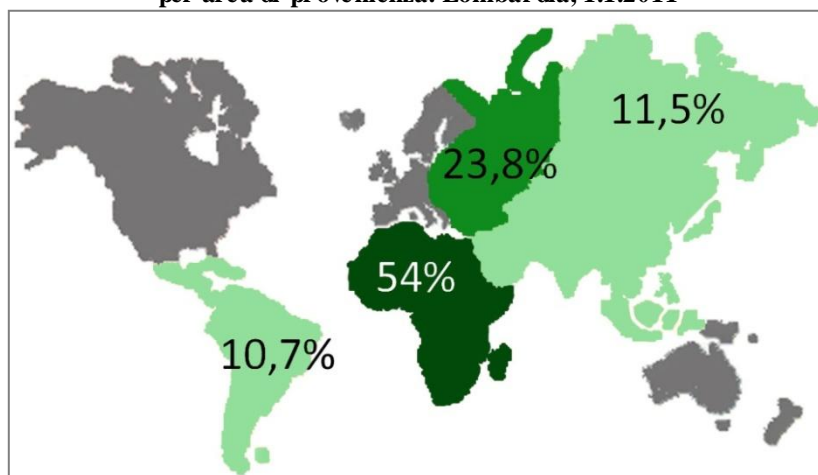 per area di provenienza. Lombardia, 1.1.2011
11,5%
23,8%
54%
10,7%